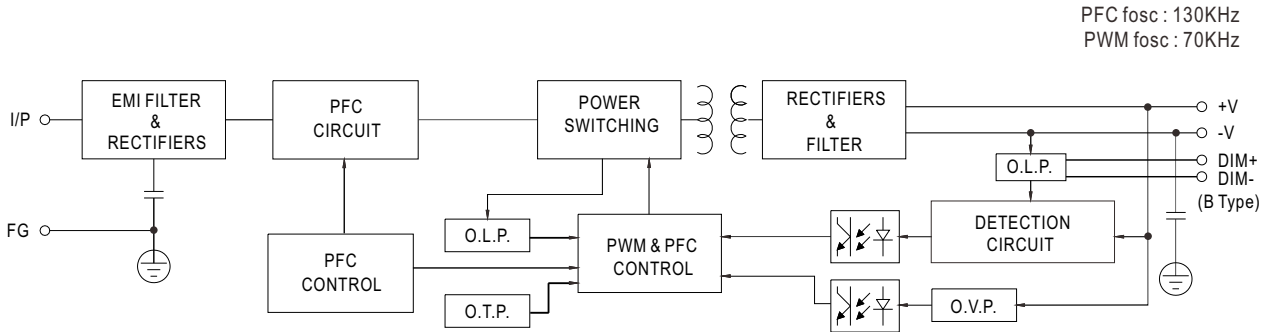 PFC fosc : 130KHz
PWM fosc : 70KHz
I/P
EMI FILTER
&
RECTIFIERS
PFC
CIRCUIT
POWER
SWITCHING
RECTIFIERS
&
FILTER
+V
-V
O.L.P.
DIM+
DIM-
(B Type)
FG
PFC
CONTROL
O.L.P.
O.T.P.
PWM & PFC
CONTROL
DETECTION
CIRCUIT
O.V.P.